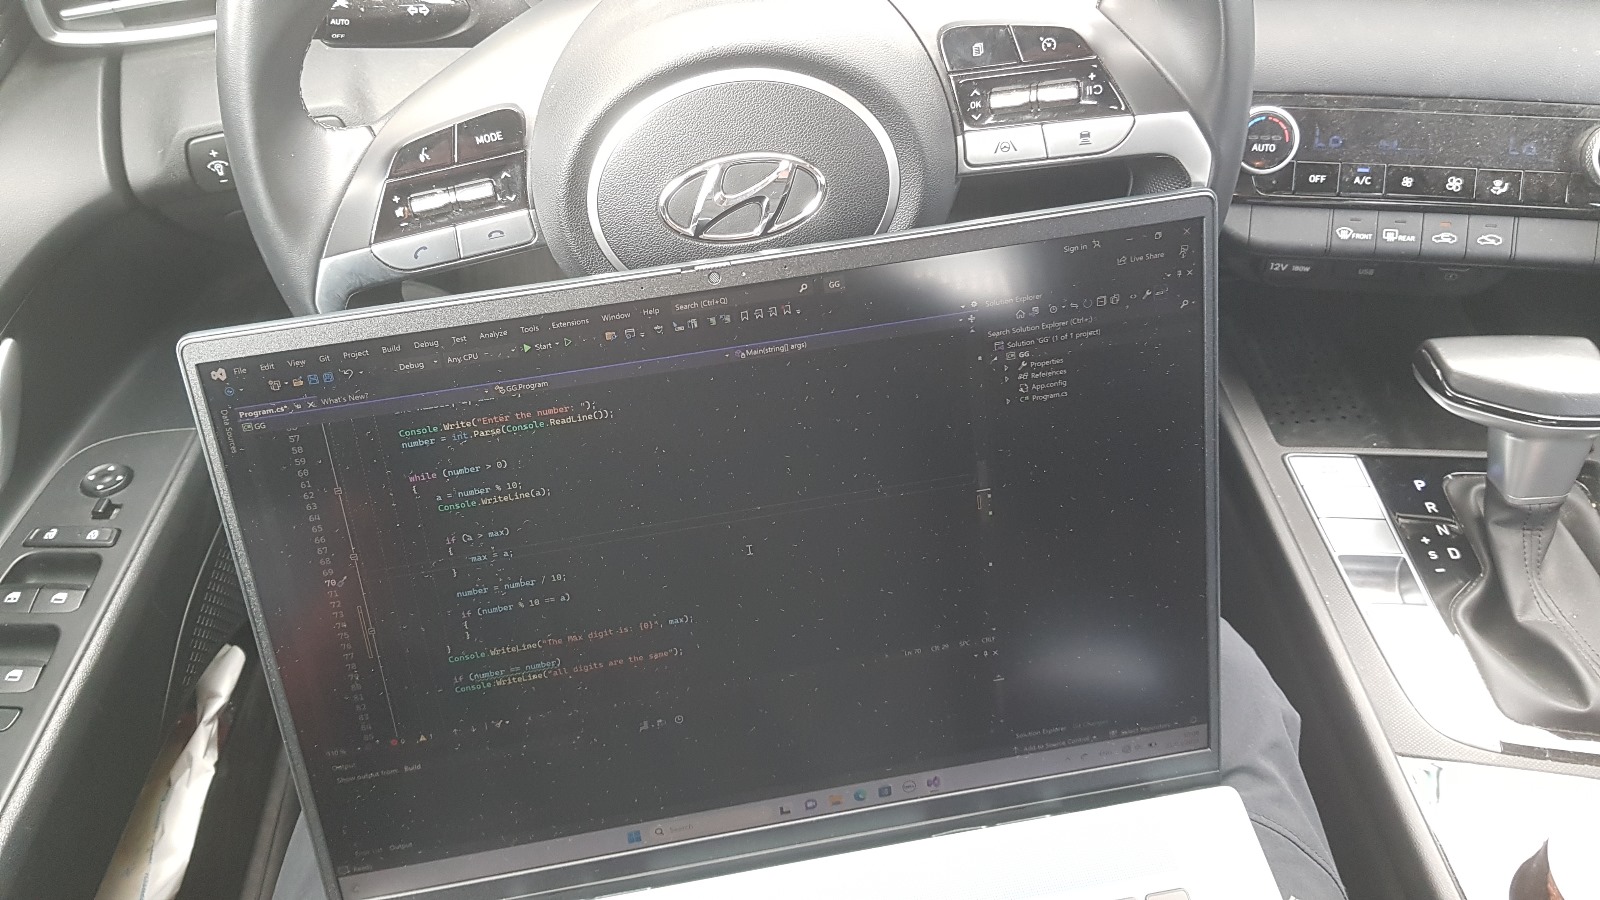 AUTO
OFF
MODE
OK
AUTO
Lo
Lo
OFF
A/C
FRONT
REAR
12V 180W
USB
P
R
N
D
+
S
-
File Edit View Git Project Build Debug Test Analyze Tools Extensions Window Help Search (Ctrl+Q) GG
Sign in
Live Share
Debug Any CPU Start
Program.cs* What's New?
GG GG.Program Main(string[] args)
Data Sources
57
58
59
60
61
62
63
64
65
66
67
68
69
70
71
72
73
74
75
76
77
Console.Write("Enter the number: ");
number = int.Parse(Console.ReadLine());
while (number > 0)
{
a = number % 10;
Console.WriteLine(a);
if (a > max)
{
max = a;
}
number = number / 10;
if (number % 10 == a)
{
}
}
Console.WriteLine("The Max digit is: {0}", max);
if (number == number)
Console.WriteLine("all digits are the same");
Solution Explorer
Search Solution Explorer (Ctrl+;)
Solution 'GG' (1 of 1 project)
GG
Properties
References
App.config
Program.cs
Ln 70 Ch 29 SPC CRLF
Output
Show output from: Build
Error List Output
Solution Explorer Git Changes
Add to Source Control Select Repository
Ready
Search